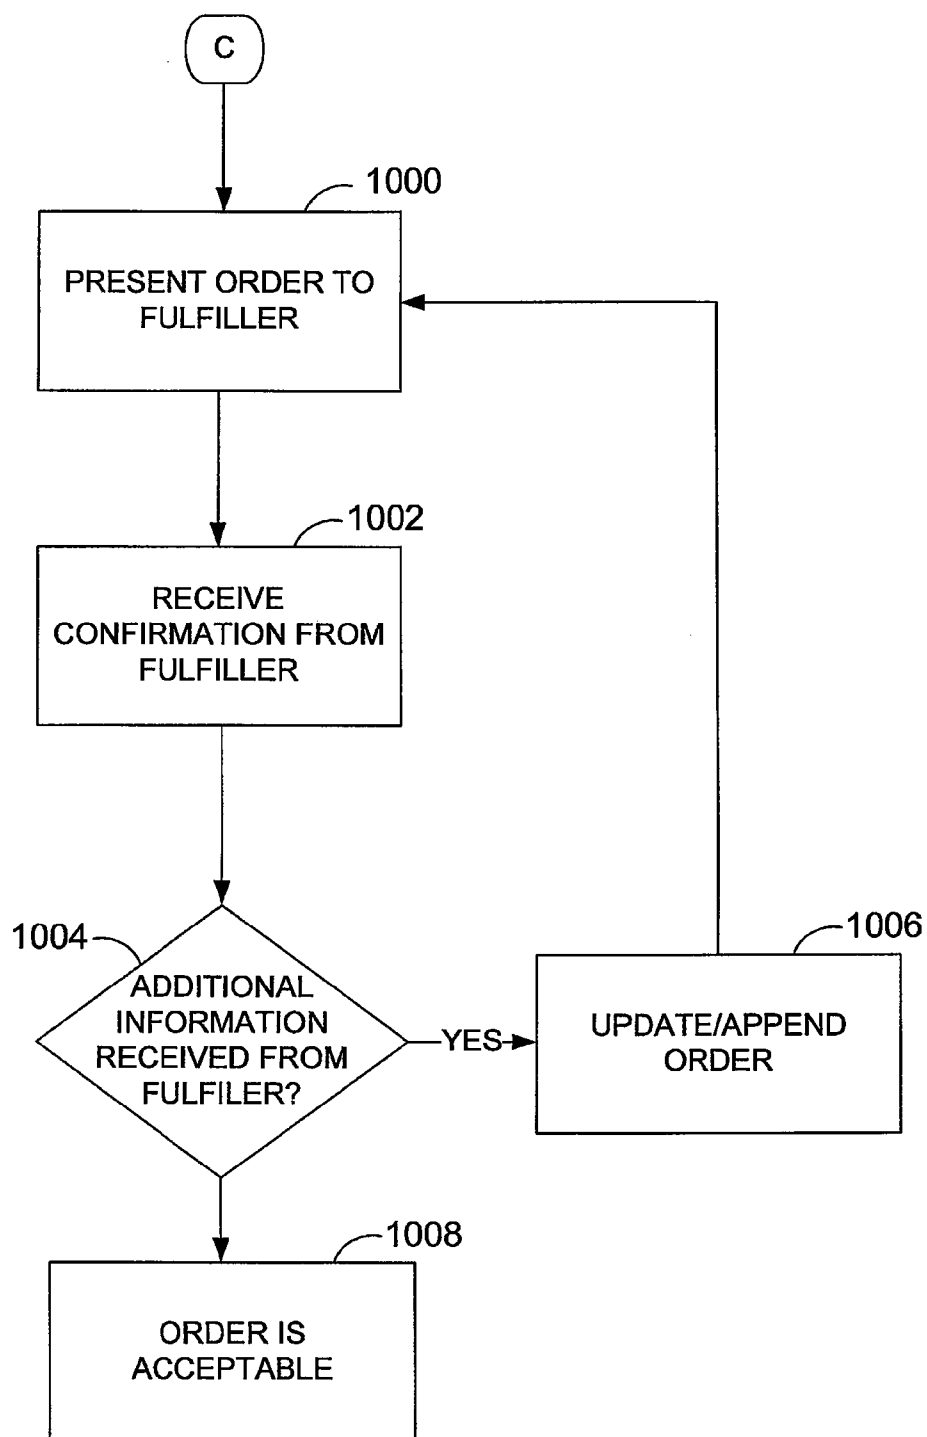 C
1000
PRESENT ORDER TO
FULFILLER
1002
RECEIVE
CONFIRMATION FROM
FULFILLER
1004
ADDITIONAL
INFORMATION
RECEIVED FROM
FULFILER?
YES
1006
UPDATE/APPEND
ORDER
1008
ORDER IS
ACCEPTABLE